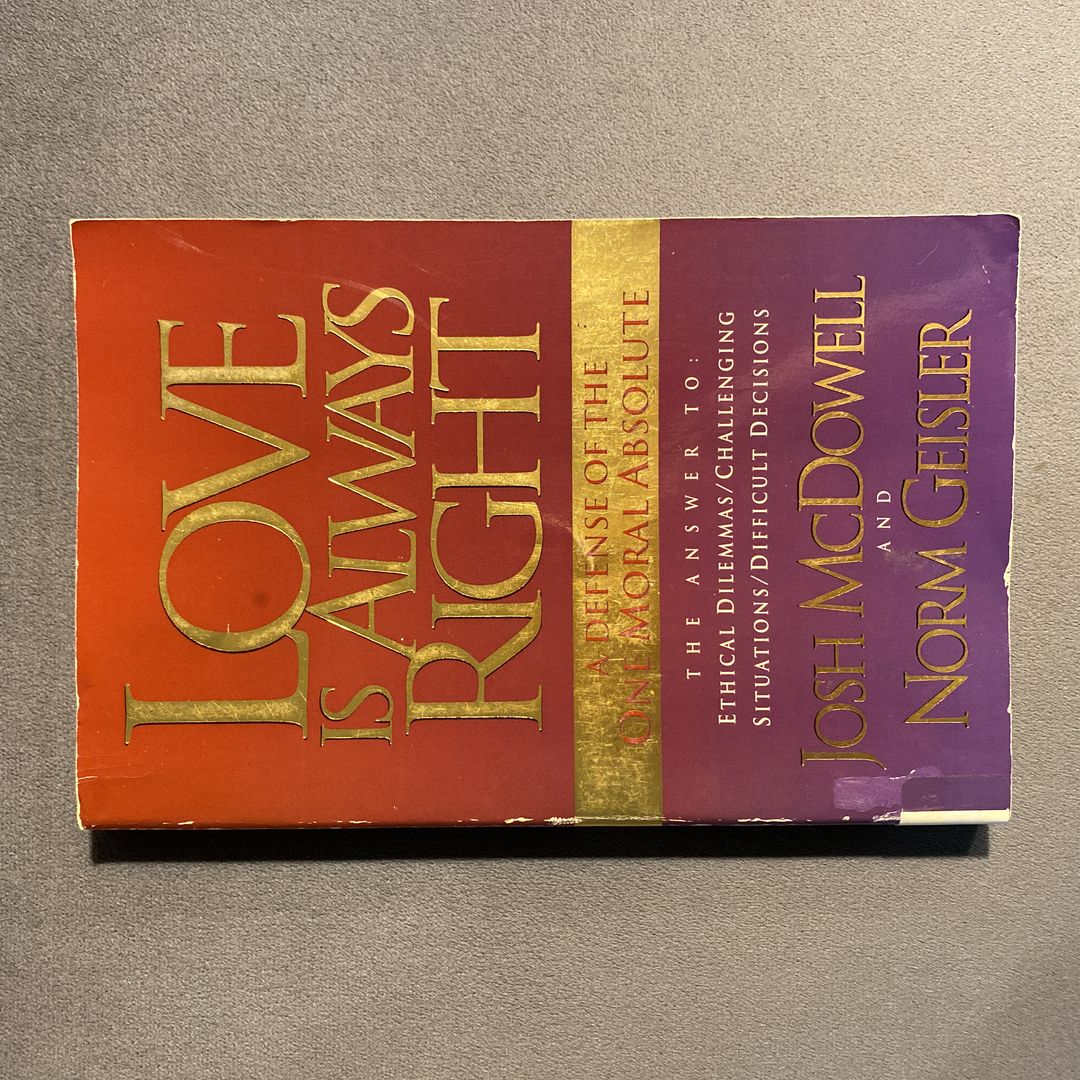 LOVE
IS ALWAYS
RIGHT
A DEFENSE OF THE
ONE MORAL ABSOLUTE
THE ANSWER TO:
ETHICAL DILEMMAS/CHALLENGING
SITUATIONS/DIFFICULT DECISIONS
JOSH MCDOWELL
AND
NORM GEISLER